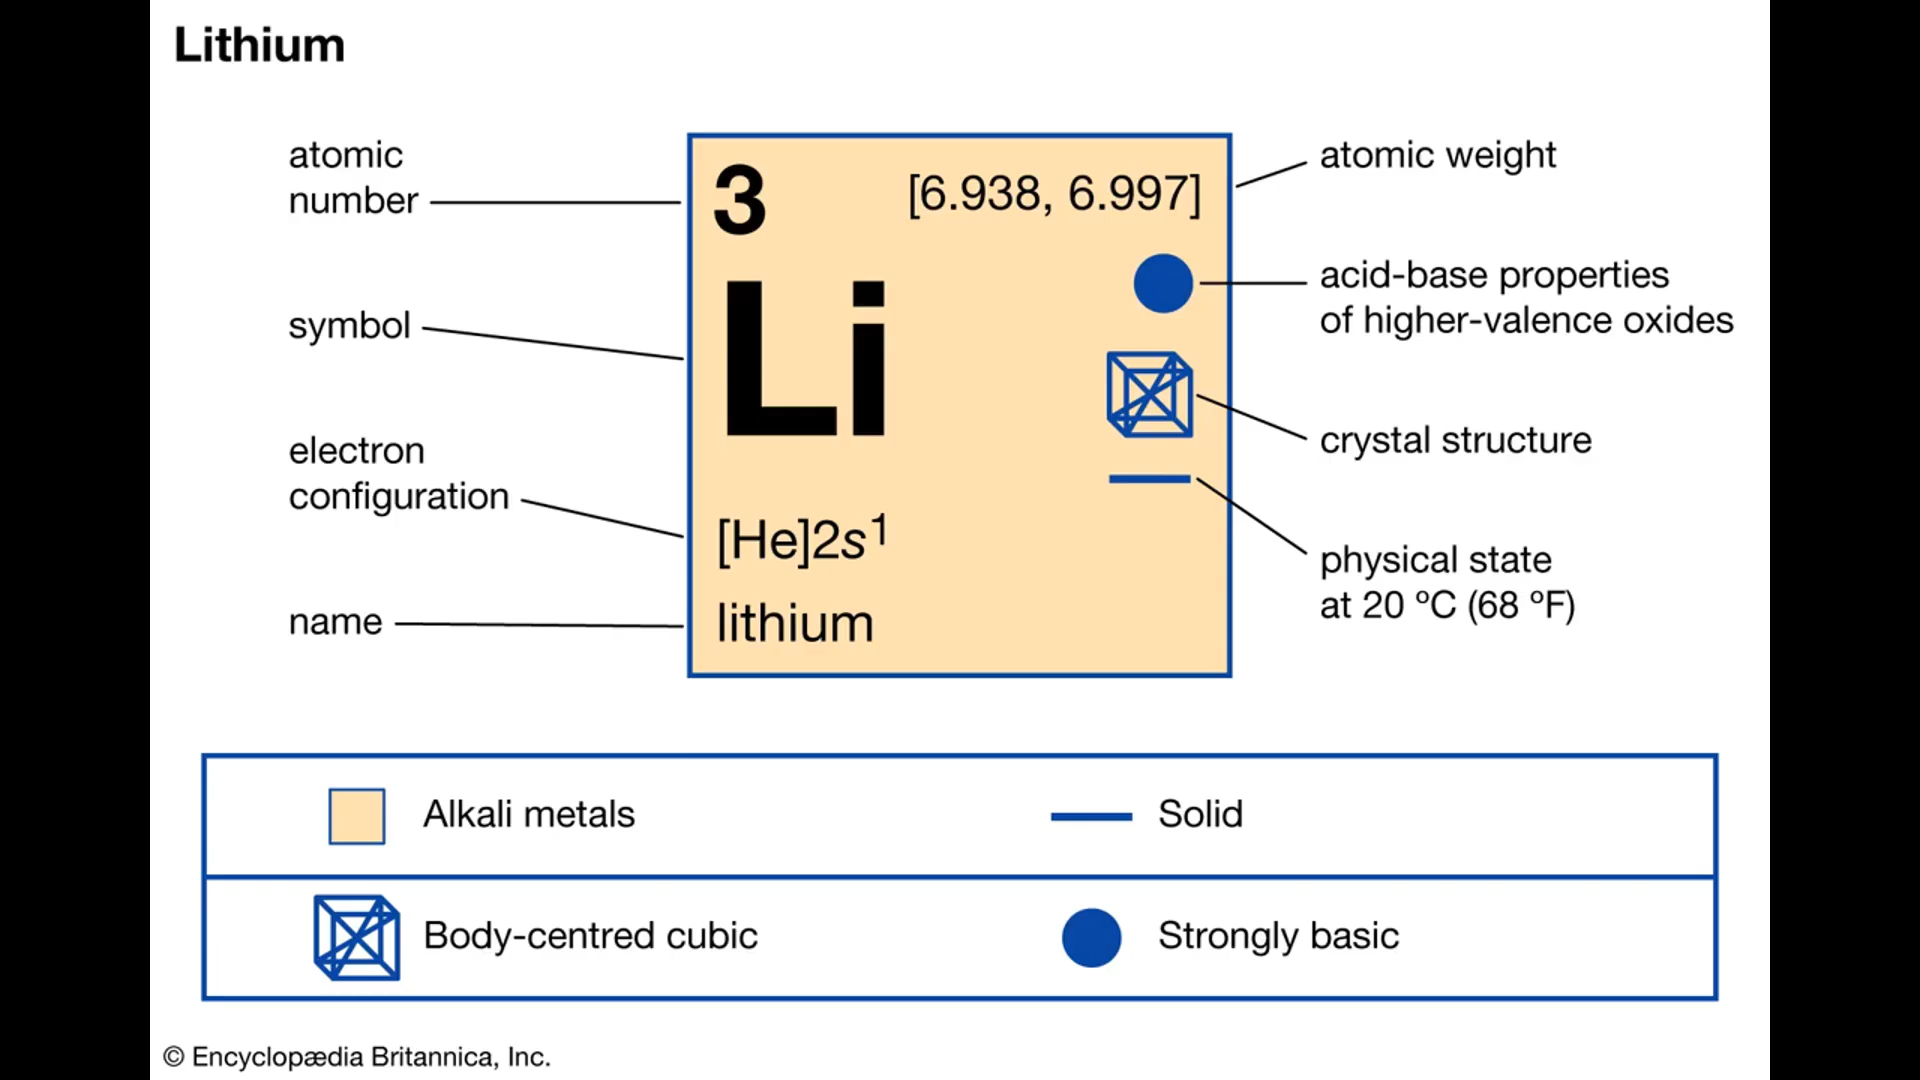 Lithium
atomic
number
symbol
electron
configuration
name
3
[6.938, 6.997]
Li
[He]2s¹
lithium
atomic weight
acid-base properties
of higher-valence oxides
crystal structure
physical state
at 20 ºC (68 ºF)
Alkali metals
Solid
Body-centred cubic
Strongly basic
© Encyclopædia Britannica, Inc.